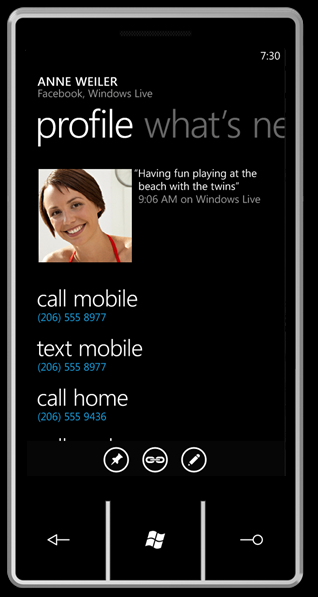 7:30
ANNE WEILER
Facebook, Windows Live
profile what's ne
"Having fun playing at the
beach with the twins"
9:06 AM on Windows Live
call mobile
(206) 555 8977
text mobile
(206) 555 8977
call home
(206) 555 9436